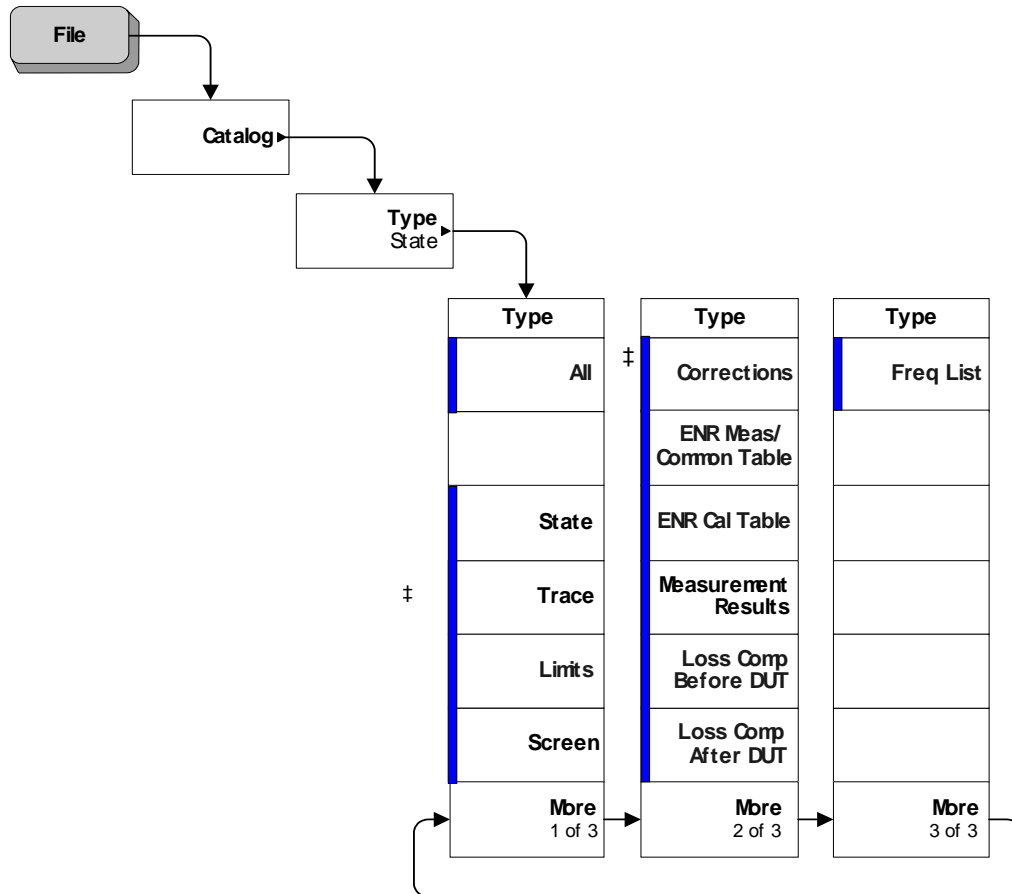 File
Catalog
Type
State
Type
All
State
Trace
Limits
Screen
More
1 of 3
‡
Type
‡
Corrections
ENR Meas/
Common Table
ENR Cal Table
Measurement
Results
Loss Comp
Before DUT
Loss Comp
After DUT
More
2 of 3
Type
Freq List
More
3 of 3